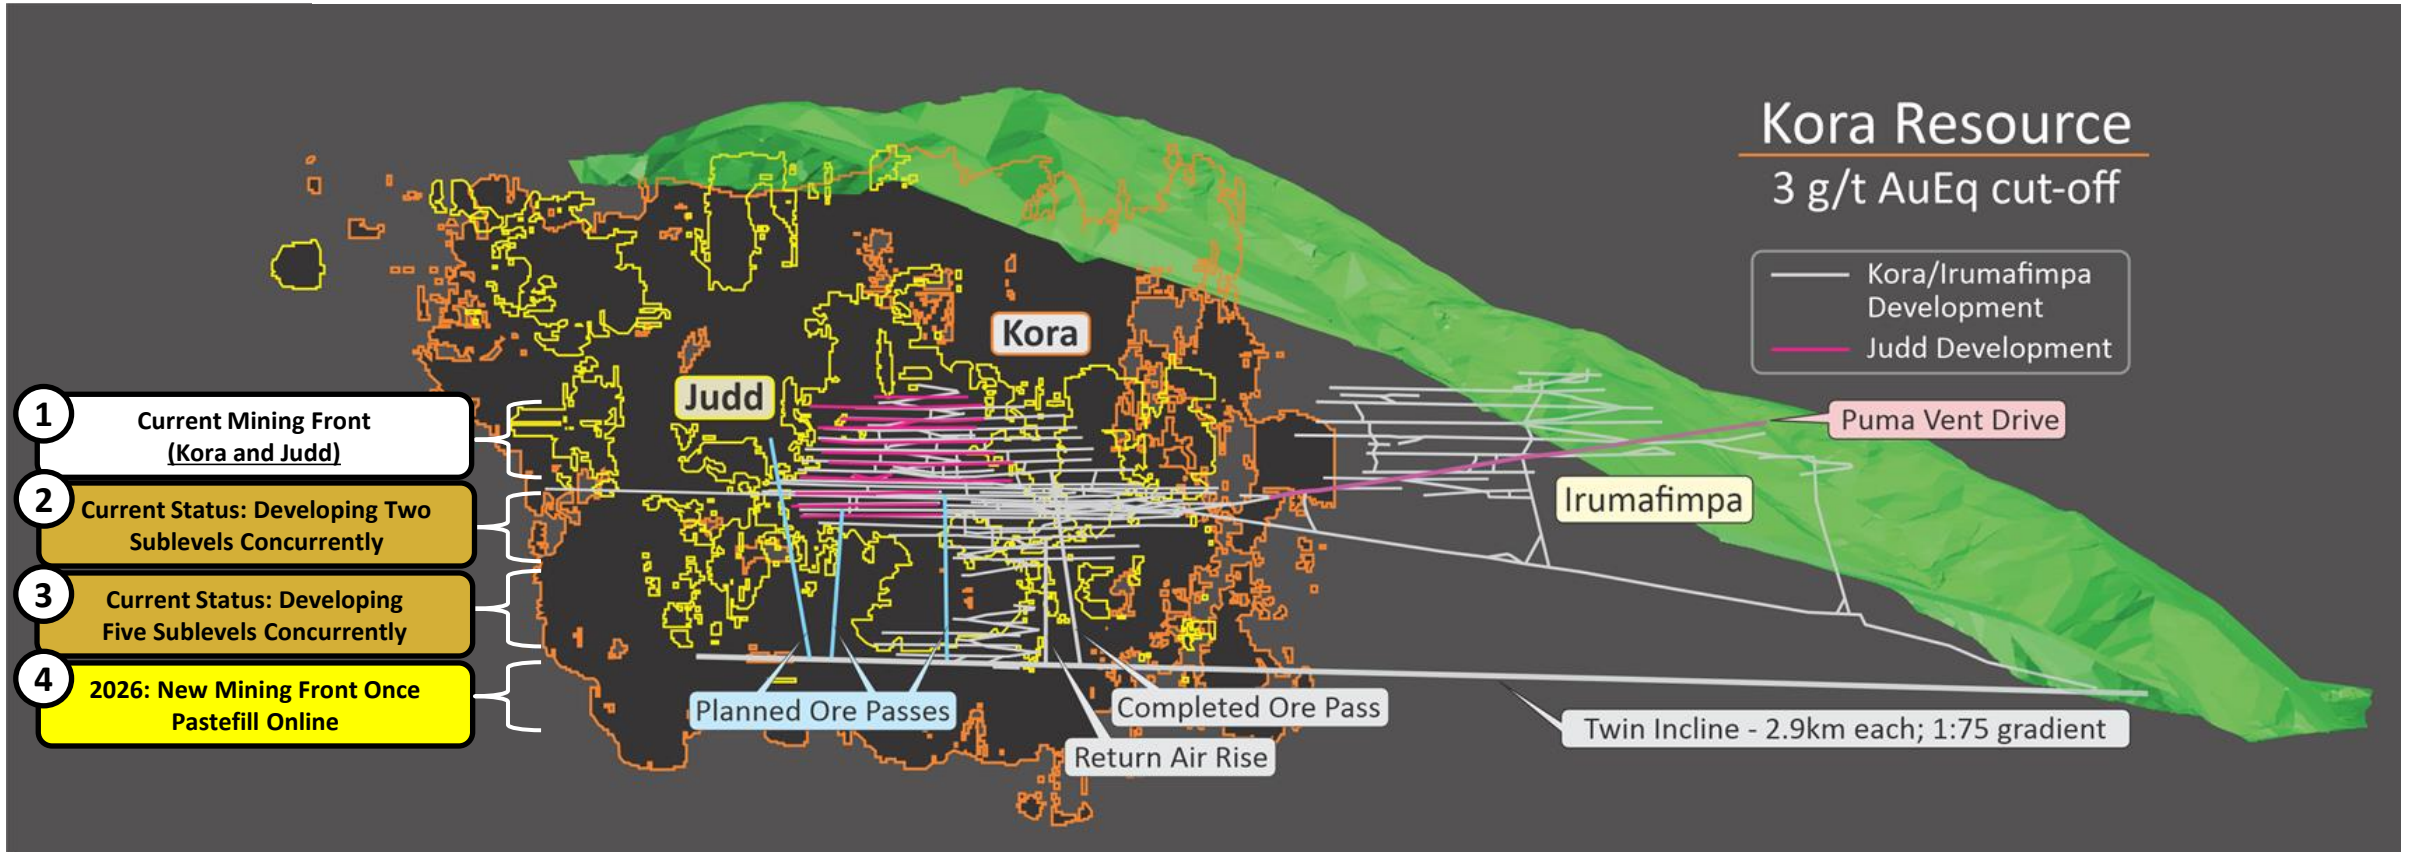 Kora Resource
3 g/t AuEq cut-off
Kora/Irumafimpa
Development
Judd Development
Kora
Judd
1
Current Mining Front
(Kora and Judd)
2
Current Status: Developing Two
Sublevels Concurrently
3
Current Status: Developing
Five Sublevels Concurrently
4
2026: New Mining Front Once
Pastefill Online
Puma Vent Drive
Irumafimpa
Planned Ore Passes
Completed Ore Pass
Return Air Rise
Twin Incline - 2.9km each; 1:75 gradient